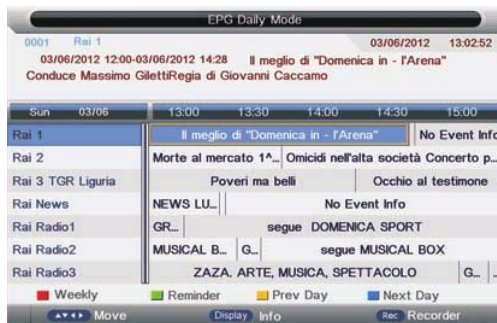 EPG Daily Mode
0001 Rai 1 03/06/2012 13:02:52
03/06/2012 12:00-03/06/2012 14:28 Il meglio di "Domenica in - l'Arena"
Conduce Massimo GilettiRegia di Giovanni Caccamo
Sun 03/06 13:00 13:30 14:00 14:30 15:00
Rai 1 Il meglio di "Domenica in - l'Arena" No Event Info
Rai 2 Morte al mercato 1^... Omicidi nell'alta società Concerto p...
Rai 3 TGR Liguria Poveri ma belli Occhio al testimone
Rai News NEWS LU... No Event Info
Rai Radio1 GR... segue DOMENICA SPORT
Rai Radio2 MUSICAL B... G... segue MUSICAL BOX
Rai Radio3 ZAZA. ARTE, MUSICA, SPETTACOLO G... ...
Weekly Reminder Prev Day Next Day
Move Display Info Rec Recorder